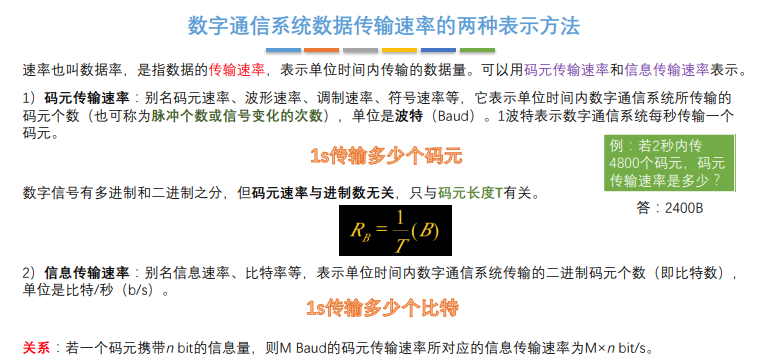 数字通信系统数据传输速率的两种表示方法
速率也叫数据率，是指数据的传输速率，表示单位时间内传输的数据量。可以用码元传输速率和信息传输速率表示。
1）码元传输速率：别名码元速率、波形速率、调制速率、符号速率等，它表示单位时间内数字通信系统所传输的
码元个数（也可称为脉冲个数或信号变化的次数），单位是波特（Baud）。1波特表示数字通信系统每秒传输一个
码元。
1s传输多少个码元
例：若2秒内传
4800个码元，码元
传输速率是多少？
答：2400B
数字信号有多进制和二进制之分，但码元速率与进制数无关，只与码元长度T有关。
R_B = 1/T (B)
2）信息传输速率：别名信息速率、比特率等，表示单位时间内数字通信系统传输的二进制码元个数（即比特数），
单位是比特/秒（b/s）。
1s传输多少个比特
关系：若一个码元携带n bit的信息量，则M Baud的码元传输速率所对应的信息传输速率为M×n bit/s。